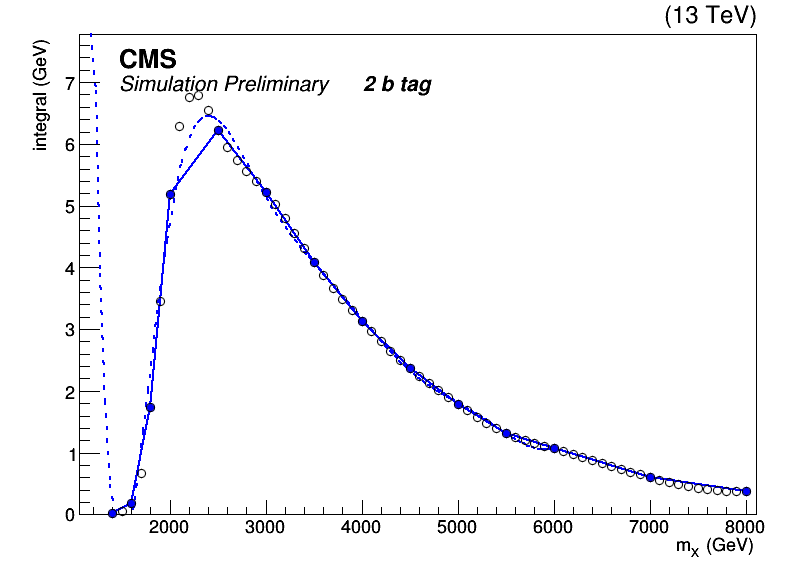 (13 TeV)
CMS
Simulation Preliminary 2 b tag
integral (GeV)
7
6
5
4
3
2
1
0
2000 3000 4000 5000 6000 7000 8000
mX (GeV)